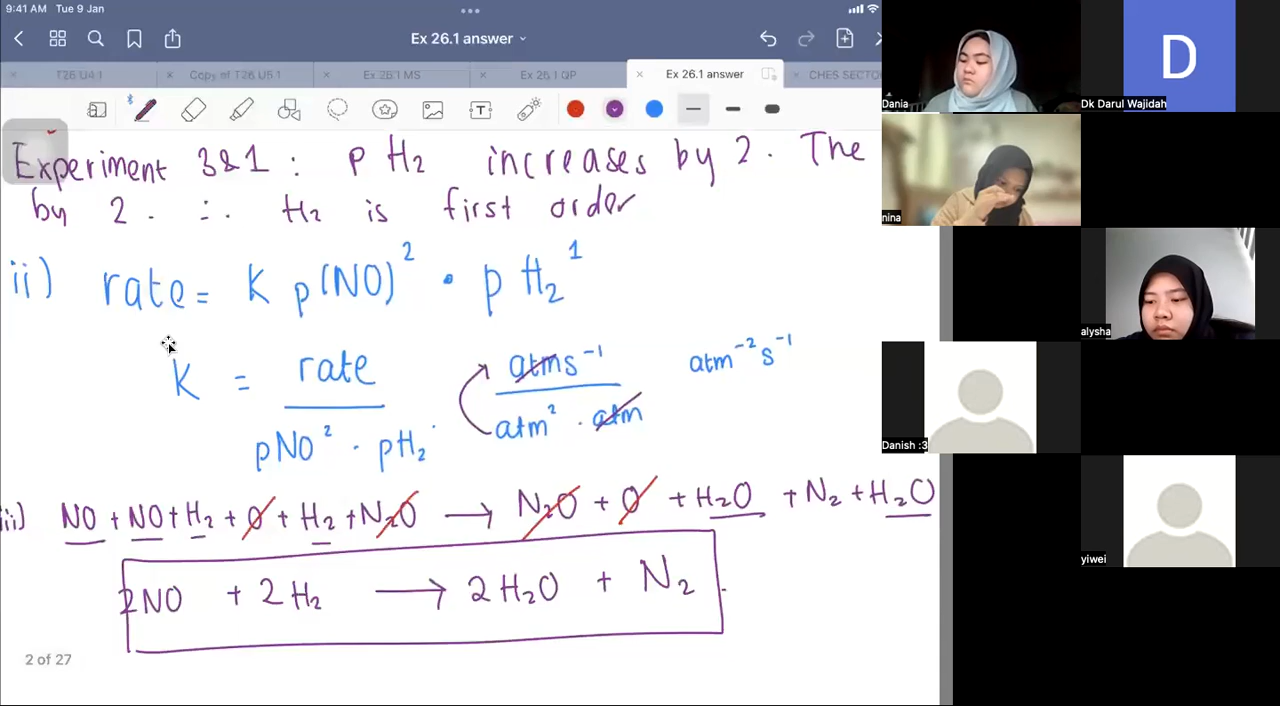 9:41 AM Tue 9 Jan
Ex 26.1 answer
T26 U4.1
Copy of T26 U5.1
Ex 26.1 MS
Ex 26.1 QP
Ex 26.1 answer
CHES SECTOR
Experiment 3&1 : p H₂ increases by 2. The
by 2. ∴ H₂ is first order
ii) rate = K p(NO)² · p H₂¹
K = rate / pNO² · pH₂ atms⁻¹ / atm² · atm atm⁻²s⁻¹
iii) NO + NO + H₂ + O + H₂ + N₂O → N₂O + O + H₂O + N₂ + H₂O
2NO + 2H₂ → 2H₂O + N₂
2 of 27
Dania
D
Dk Darul Wajidah
nina
alysha
Danish :3
yiwei